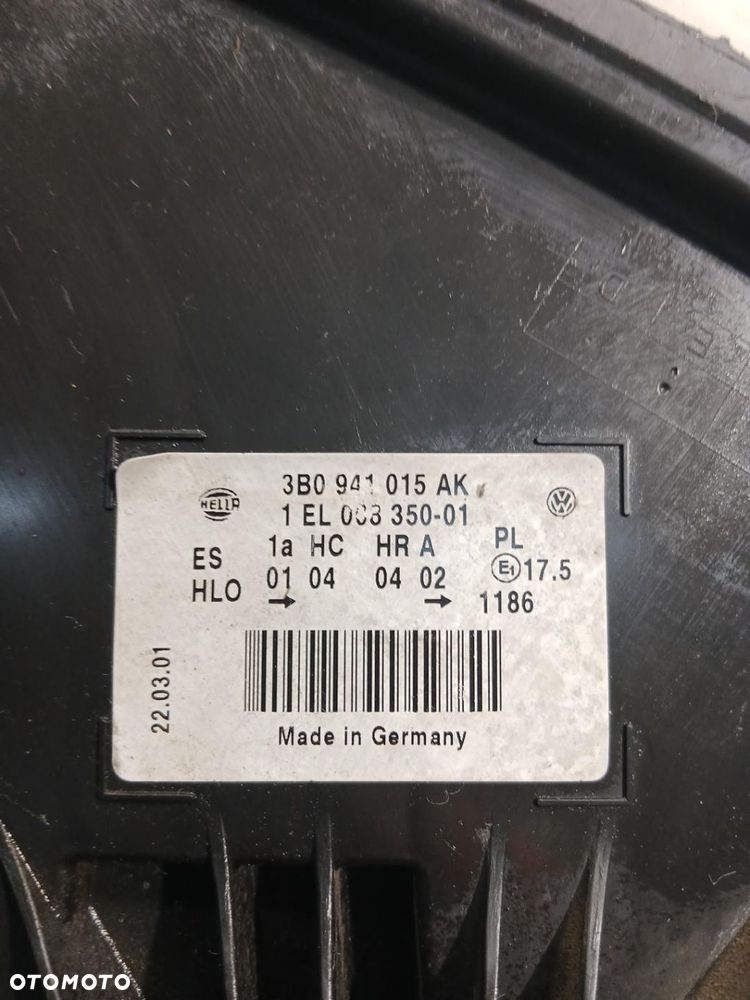 3B0 941 015 AK
HELLA
1 EL 008 350-01
1a HC HR A PL
ES
01 04 04 02 E1 17.5
HLO
→ → 1186
22.03.01
Made in Germany
OTOMOTO